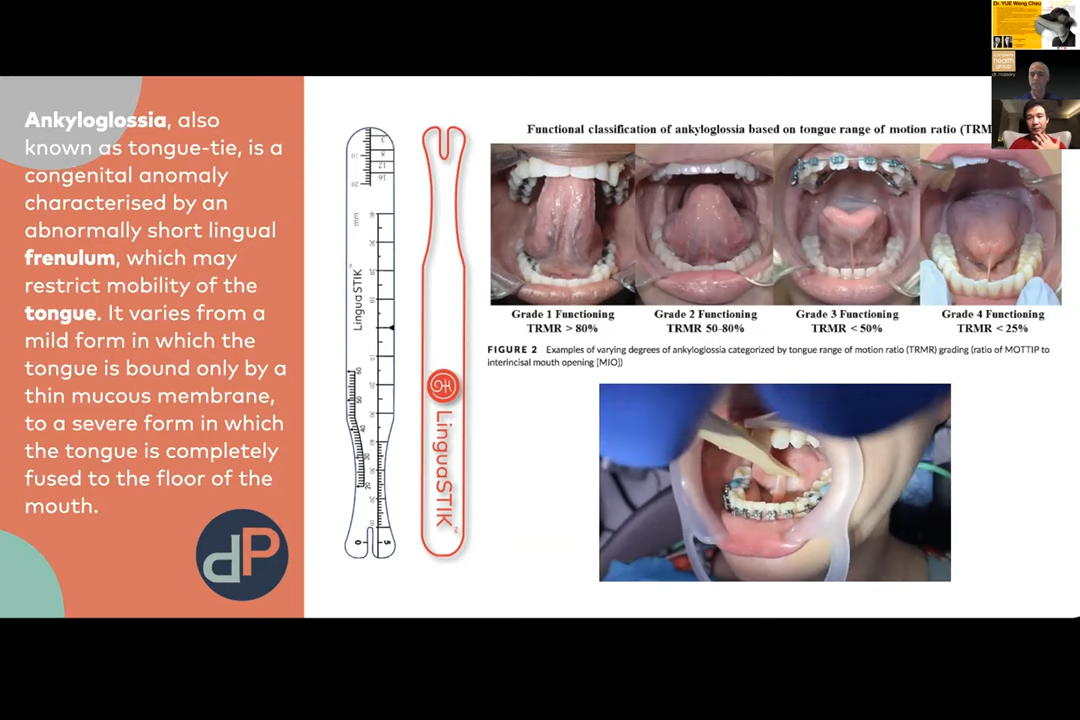 Dr. YUE Weng Cheu
health
group
Ankyloglossia, also
known as tongue-tie, is a
congenital anomaly
characterised by an
abnormally short lingual
frenulum, which may
restrict mobility of the
tongue. It varies from a
mild form in which the
tongue is bound only by a
thin mucous membrane,
to a severe form in which
the tongue is completely
fused to the floor of the
mouth.
dP
mm
LinguaSTIK™
LinguaSTIK™
Functional classification of ankyloglossia based on tongue range of motion ratio (TRM
Grade 1 Functioning
TRMR > 80%
Grade 2 Functioning
TRMR 50-80%
Grade 3 Functioning
TRMR < 50%
Grade 4 Functioning
TRMR < 25%
FIGURE 2 Examples of varying degrees of ankyloglossia categorized by tongue range of motion ratio (TRMR) grading (ratio of MOTTIP to
interincisal mouth opening [MIO])